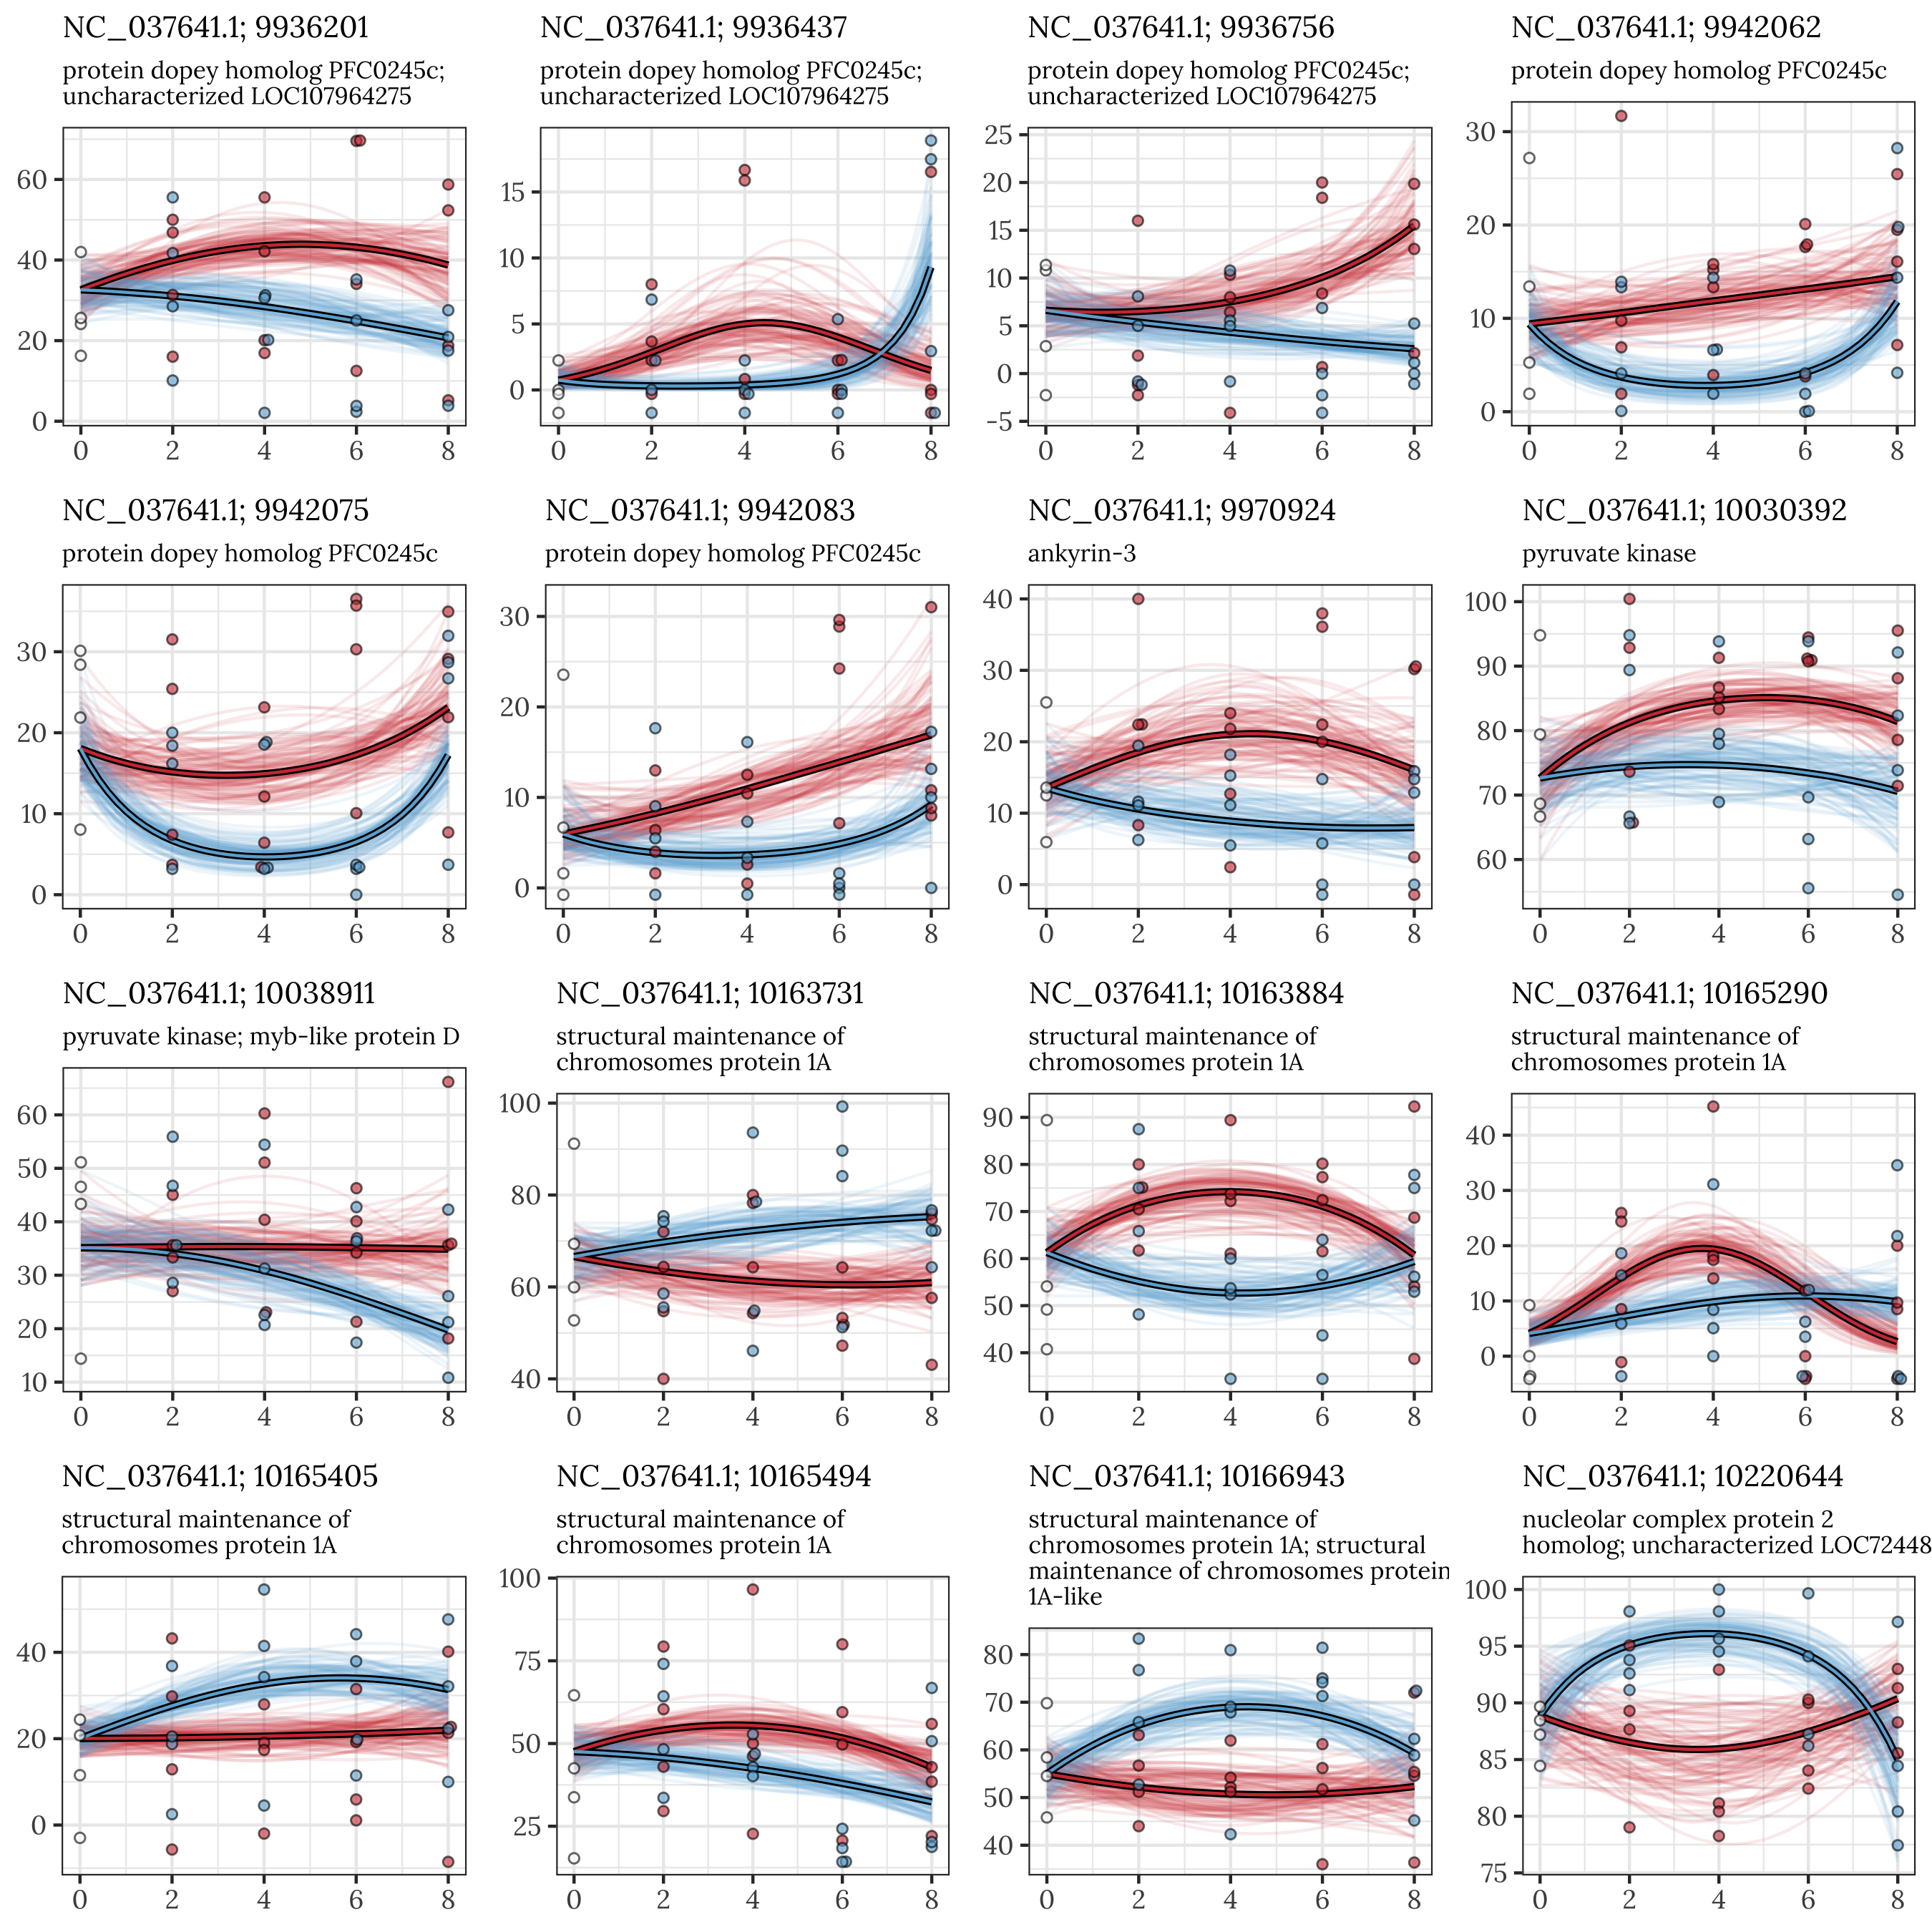 NC_037641.1; 9936201
protein dopey homolog PFC0245c;
uncharacterized LOC107964275
60
40
20
0
0 2 4 6 8
NC_037641.1; 9936437
protein dopey homolog PFC0245c;
uncharacterized LOC107964275
15
10
5
0
0 2 4 6 8
NC_037641.1; 9936756
protein dopey homolog PFC0245c;
uncharacterized LOC107964275
25
20
15
10
5
0
−5
0 2 4 6 8
NC_037641.1; 9942062
protein dopey homolog PFC0245c
30
20
10
0
0 2 4 6 8
NC_037641.1; 9942075
protein dopey homolog PFC0245c
30
20
10
0
0 2 4 6 8
NC_037641.1; 9942083
protein dopey homolog PFC0245c
30
20
10
0
0 2 4 6 8
NC_037641.1; 9970924
ankyrin-3
40
30
20
10
0
0 2 4 6 8
NC_037641.1; 10030392
pyruvate kinase
100
90
80
70
60
0 2 4 6 8
NC_037641.1; 10038911
pyruvate kinase; myb-like protein D
60
50
40
30
20
10
0 2 4 6 8
NC_037641.1; 10163731
structural maintenance of
chromosomes protein 1A
100
80
60
40
0 2 4 6 8
NC_037641.1; 10163884
structural maintenance of
chromosomes protein 1A
90
80
70
60
50
40
0 2 4 6 8
NC_037641.1; 10165290
structural maintenance of
chromosomes protein 1A
40
30
20
10
0
0 2 4 6 8
NC_037641.1; 10165405
structural maintenance of
chromosomes protein 1A
40
20
0
0 2 4 6 8
NC_037641.1; 10165494
structural maintenance of
chromosomes protein 1A
100
75
50
25
0 2 4 6 8
NC_037641.1; 10166943
structural maintenance of
chromosomes protein 1A; structural
maintenance of chromosomes protein
1A-like
80
70
60
50
40
0 2 4 6 8
NC_037641.1; 10220644
nucleolar complex protein 2
homolog; uncharacterized LOC72448
100
95
90
85
80
75
0 2 4 6 8